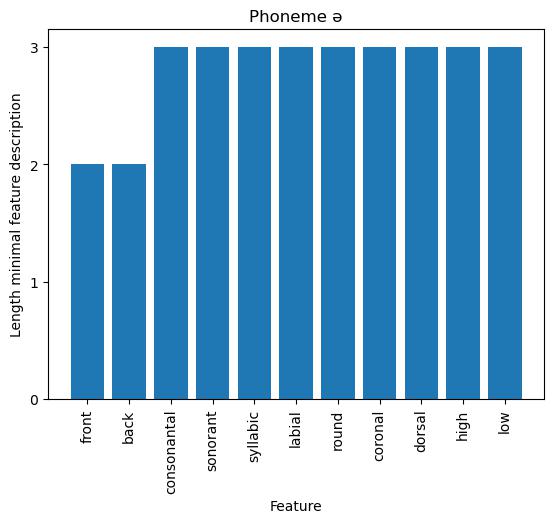 Phoneme ə
Length minimal feature description
3
2
1
0
front
back
consonantal
sonorant
syllabic
labial
round
coronal
dorsal
high
low
Feature